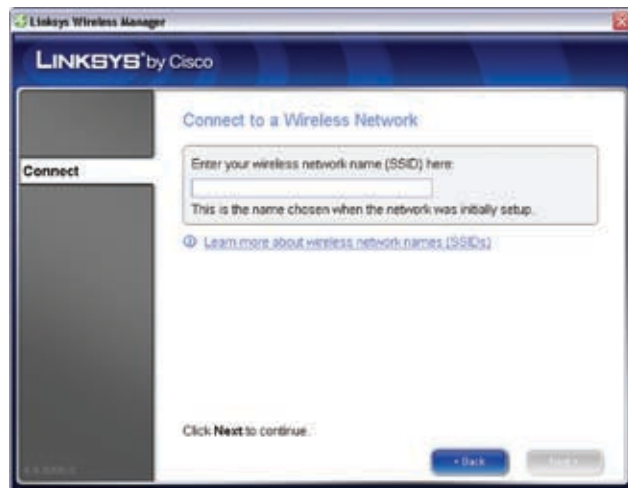 Linksys Wireless Manager
LINKSYS® by Cisco
Connect to a Wireless Network
Connect
Enter your wireless network name (SSID) here:
This is the name chosen when the network was initially setup.
Learn more about wireless network names (SSIDs)
Click Next to continue.
‹ Back
Next ›